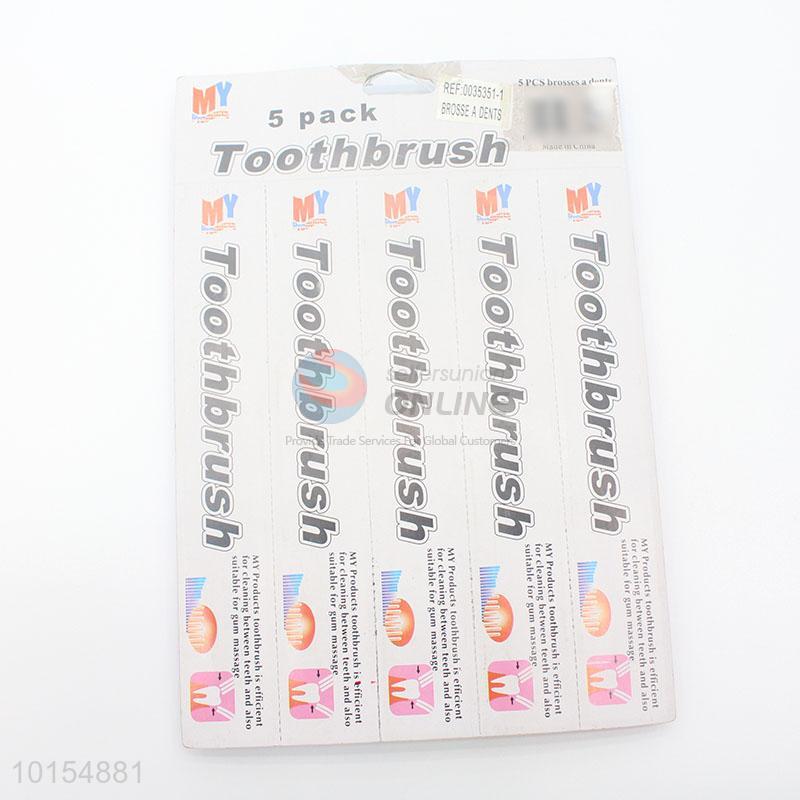 MY
5 pack
Toothbrush
REF:0035351-1
BROSSE A DENTS
5 PCS brosses a dents
Made in China
MY
Toothbrush
MY Products toothbrush is efficient
for cleaning between teeth and also
suitable for gum massage
MY
Toothbrush
MY Products toothbrush is efficient
for cleaning between teeth and also
suitable for gum massage
MY
Toothbrush
MY Products toothbrush is efficient
for cleaning between teeth and also
suitable for gum massage
MY
Toothbrush
MY Products toothbrush is efficient
for cleaning between teeth and also
suitable for gum massage
MY
Toothbrush
MY Products toothbrush is efficient
for cleaning between teeth and also
suitable for gum massage
sellersunion
ONLINE
Provide Trade Services For Global Customers
10154881